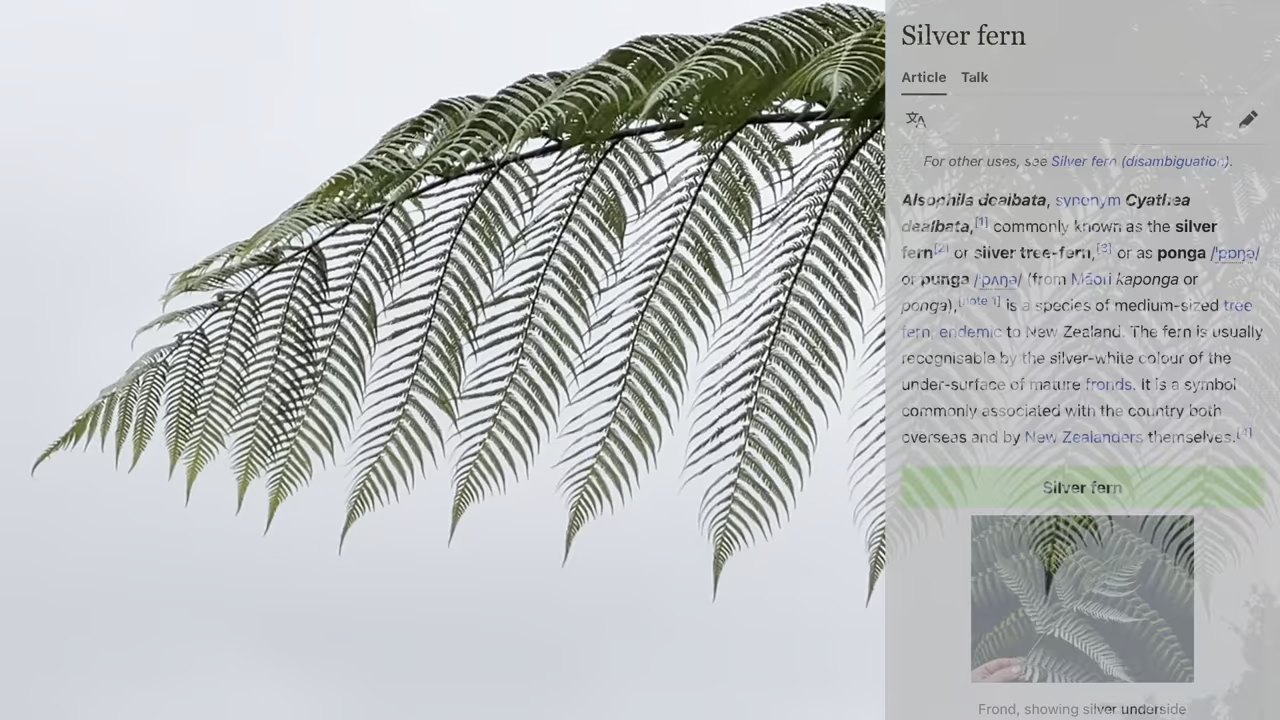 Silver fern
Article Talk
For other uses, see Silver fern (disambiguation).
Alsophila dealbata, synonym Cyathea
dealbata,[1] commonly known as the silver
fern[2] or silver tree-fern,[3] or as ponga /ˈpɒŋə/
or punga /ˈpʌŋə/ (from Māori kaponga or
ponga),[note 1] is a species of medium-sized tree
fern, endemic to New Zealand. The fern is usually
recognisable by the silver-white colour of the
under-surface of mature fronds. It is a symbol
commonly associated with the country both
overseas and by New Zealanders themselves.[4]
Silver fern
Frond, showing silver underside